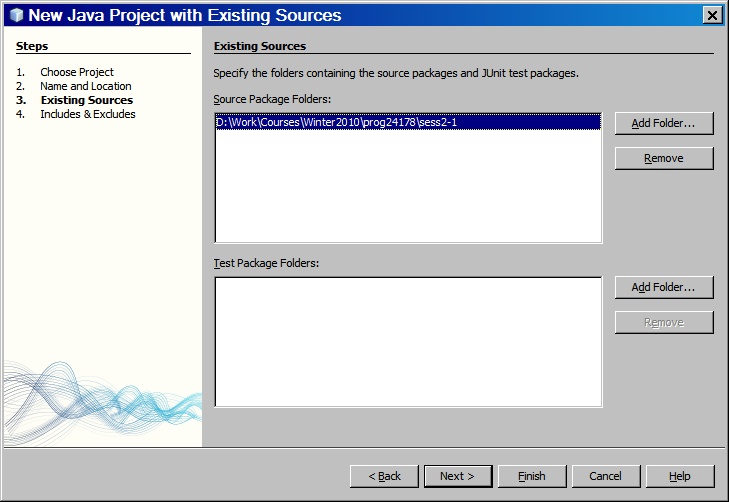 New Java Project with Existing Sources
Steps
1. Choose Project
2. Name and Location
3. Existing Sources
4. Includes & Excludes
Existing Sources
Specify the folders containing the source packages and JUnit test packages.
Source Package Folders:
D:\Work\Courses\Winter2010\prog24178\sess2-1
Add Folder...
Remove
Test Package Folders:
Add Folder...
Remove
< Back
Next >
Finish
Cancel
Help